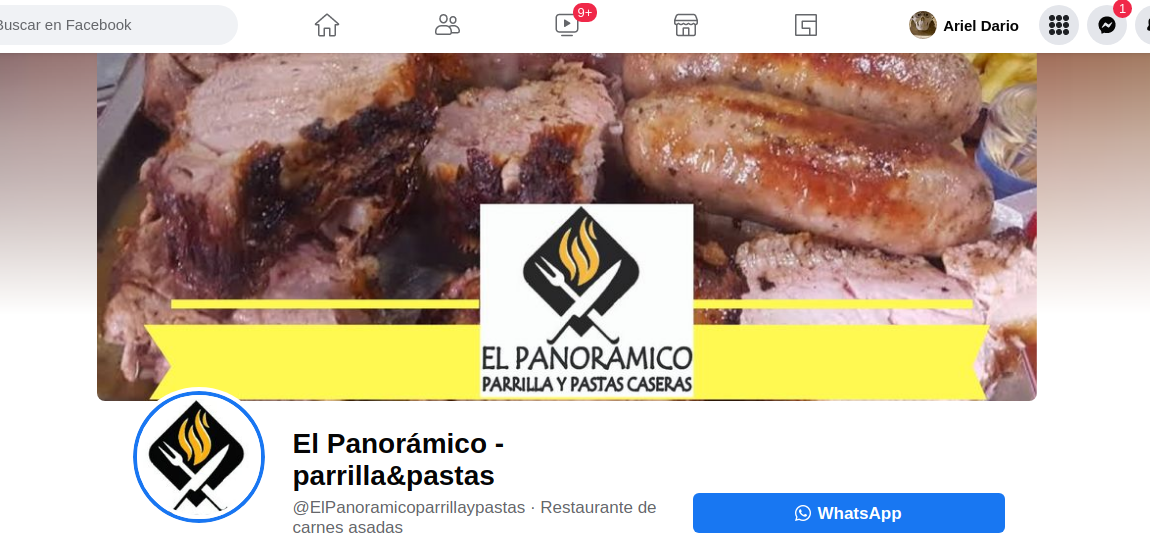 Buscar en Facebook
9+
Ariel Dario
1
EL PANORÁMICO
PARRILLA Y PASTAS CASERAS
El Panorámico -
parrilla&pastas
@ElPanoramicoparrillaypastas · Restaurante de
carnes asadas
WhatsApp